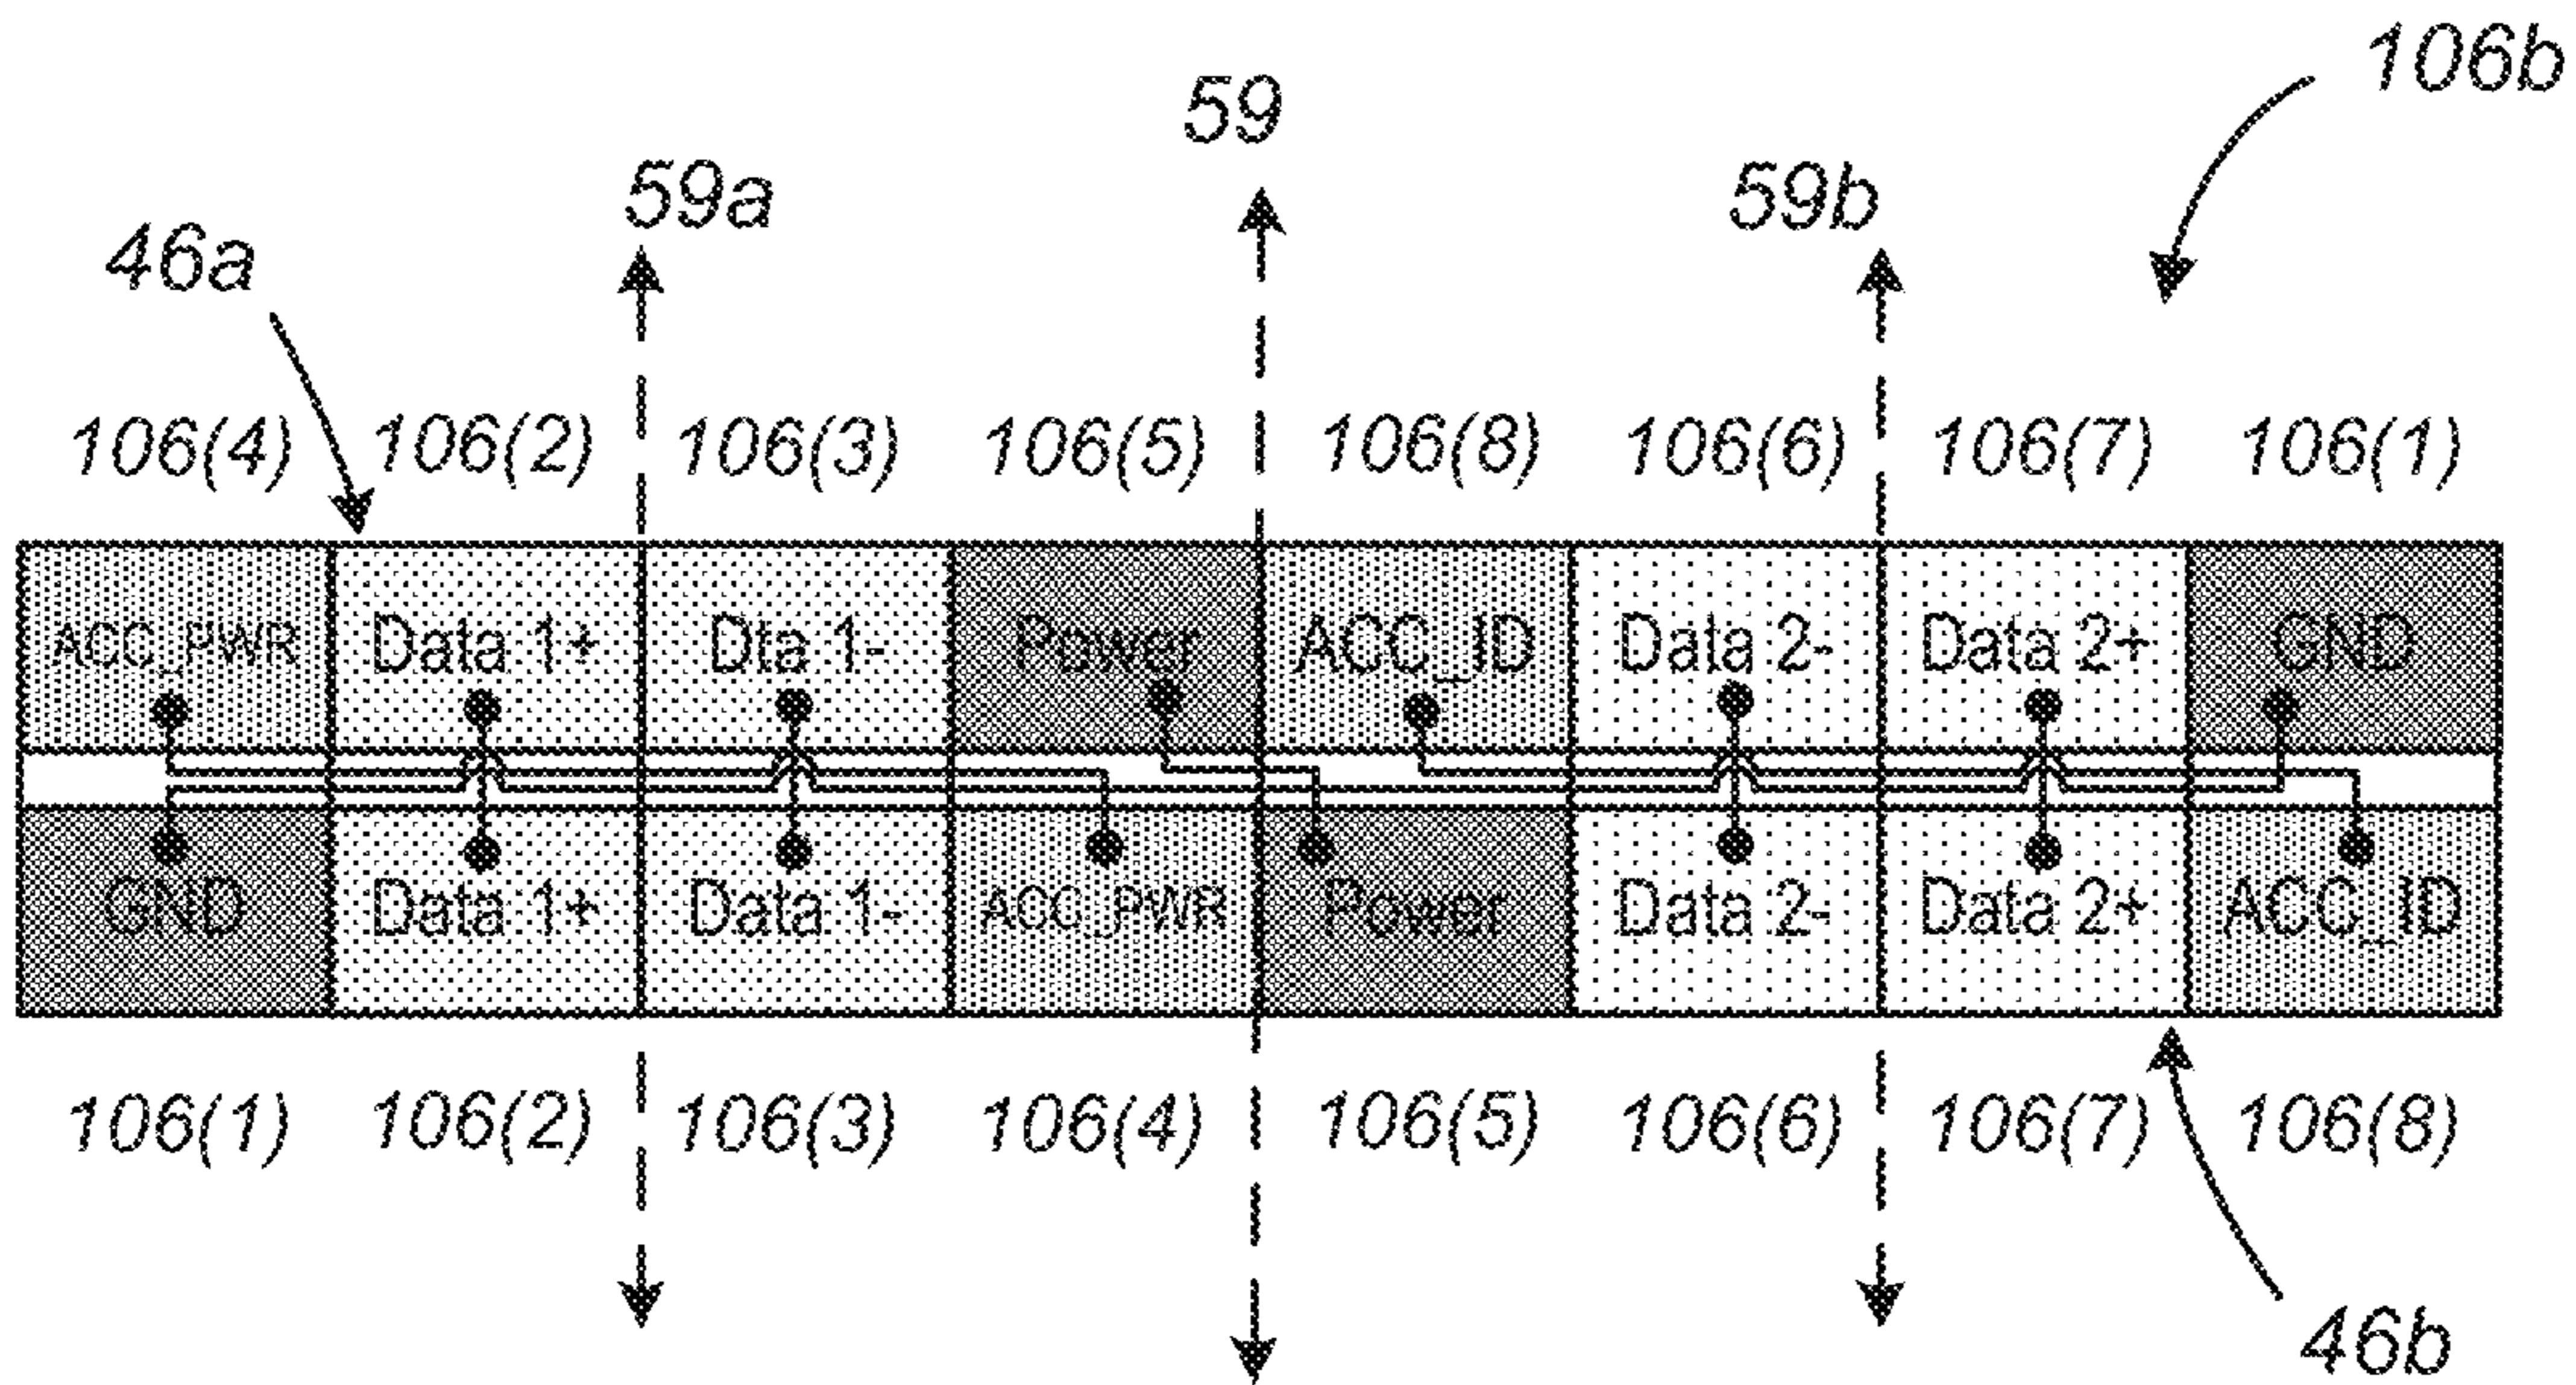 106b
59
59a
59b
46a
106(4) 106(2) 106(3) 106(5) 106(8) 106(6) 106(7) 106(1)
ACC_PWR Data 1+ Dta 1- Power ACC_ID Data 2- Data 2+ GND
GND Data 1+ Data 1- ACC_PWR Power Data 2- Data 2+ ACC_ID
106(1) 106(2) 106(3) 106(4) 106(5) 106(6) 106(7) 106(8)
46b